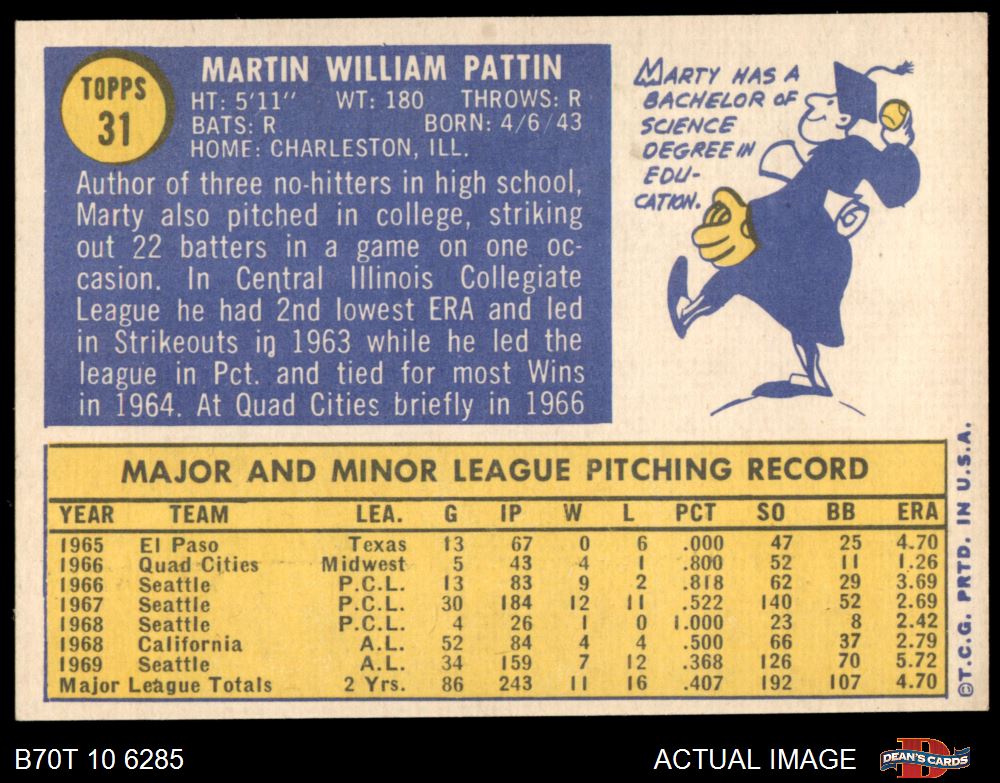 TOPPS
31
MARTIN WILLIAM PATTIN
HT: 5'11" WT: 180 THROWS: R
BATS: R BORN: 4/6/43
HOME: CHARLESTON, ILL.
Author of three no-hitters in high school,
Marty also pitched in college, striking
out 22 batters in a game on one oc-
casion. In Central Illinois Collegiate
League he had 2nd lowest ERA and led
in Strikeouts in 1963 while he led the
league in Pct. and tied for most Wins
in 1964. At Quad Cities briefly in 1966
MARTY HAS A
BACHELOR OF
SCIENCE
DEGREE IN
EDU-
CATION.
MAJOR AND MINOR LEAGUE PITCHING RECORD
YEAR TEAM LEA. G IP W L PCT SO BB ERA
1965 El Paso Texas 13 67 0 6 .000 47 25 4.70
1966 Quad Cities Midwest 5 43 4 1 .800 52 11 1.26
1966 Seattle P.C.L. 13 83 9 2 .818 62 29 3.69
1967 Seattle P.C.L. 30 184 12 11 .522 140 52 2.69
1968 Seattle P.C.L. 4 26 1 0 1.000 23 8 2.42
1968 California A.L. 52 84 4 4 .500 66 37 2.79
1969 Seattle A.L. 34 159 7 12 .368 126 70 5.72
Major League Totals 2 Yrs. 86 243 11 16 .407 192 107 4.70
©T.C.G. PRTD. IN U.S.A.
B70T 10 6285
ACTUAL IMAGE
D
DEAN'S CARDS